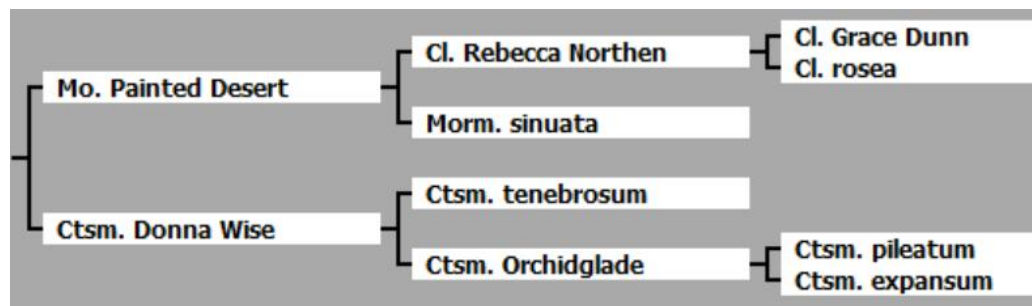 Cl. Grace Dunn
Cl. Rebecca Northen
Cl. rosea
Mo. Painted Desert
Morm. sinuata
Ctsm. tenebrosum
Ctsm. Donna Wise
Ctsm. pileatum
Ctsm. Orchidglade
Ctsm. expansum